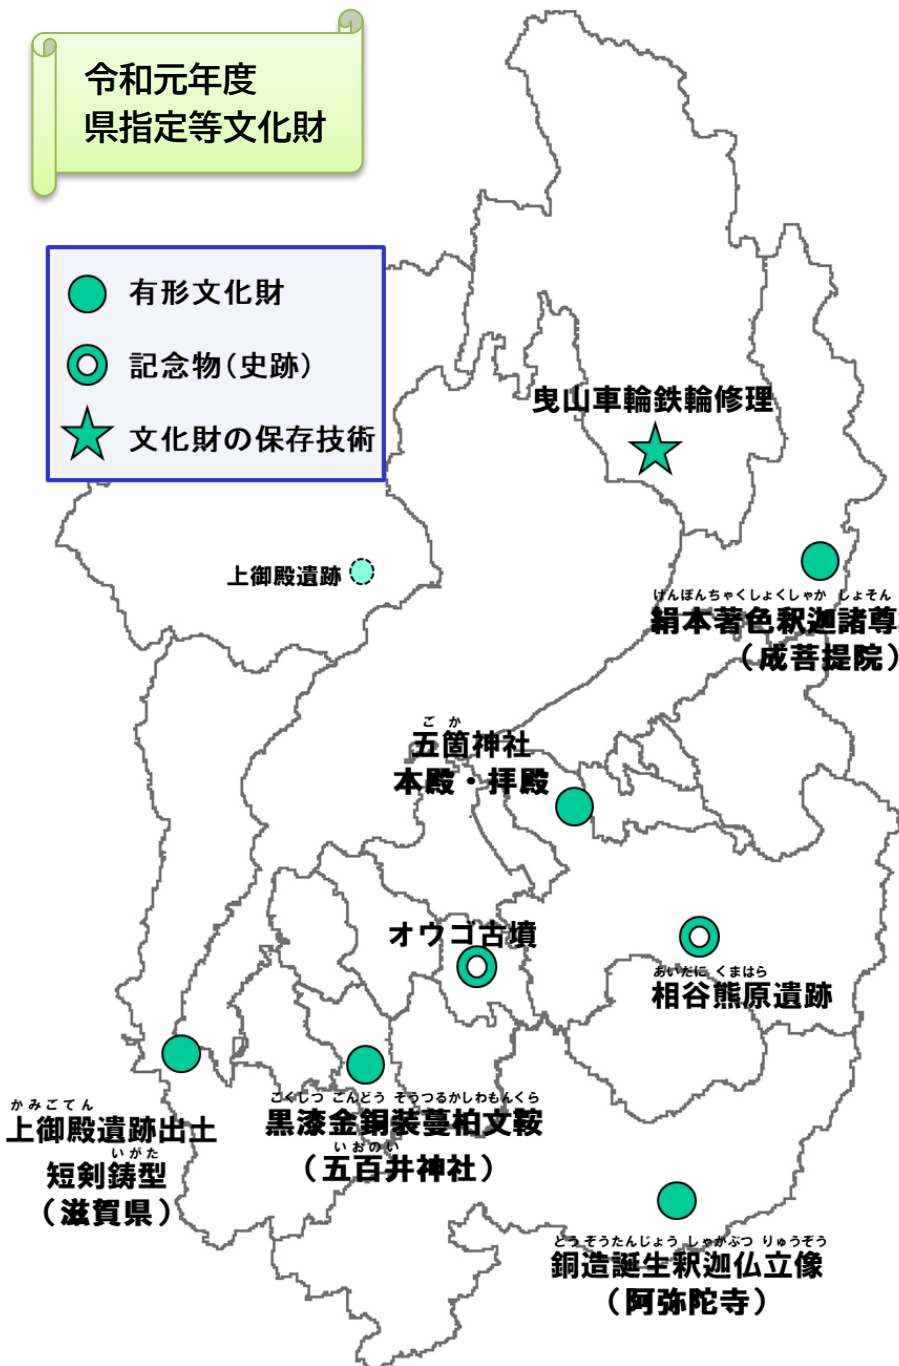 令和元年度
県指定等文化財
有形文化財
記念物(史跡)
文化財の保存技術
曳山車輪鉄輪修理
上御殿遺跡
けんぽんちゃくしょくしゃか しょそん
絹本著色釈迦諸尊
(成菩提院)
ごか
五箇神社
本殿・拝殿
オウゴ古墳
あいだに くまはら
相谷熊原遺跡
かみごてん
上御殿遺跡出土
いがた
短剣鋳型
(滋賀県)
こくしつ こんどう そうつるかしわもんくら
黒漆金銅装蔓柏文鞍
いおのい
(五百井神社)
どうぞうたんじょう しゃかぶつ りゅうぞう
銅造誕生釈迦仏立像
(阿弥陀寺)